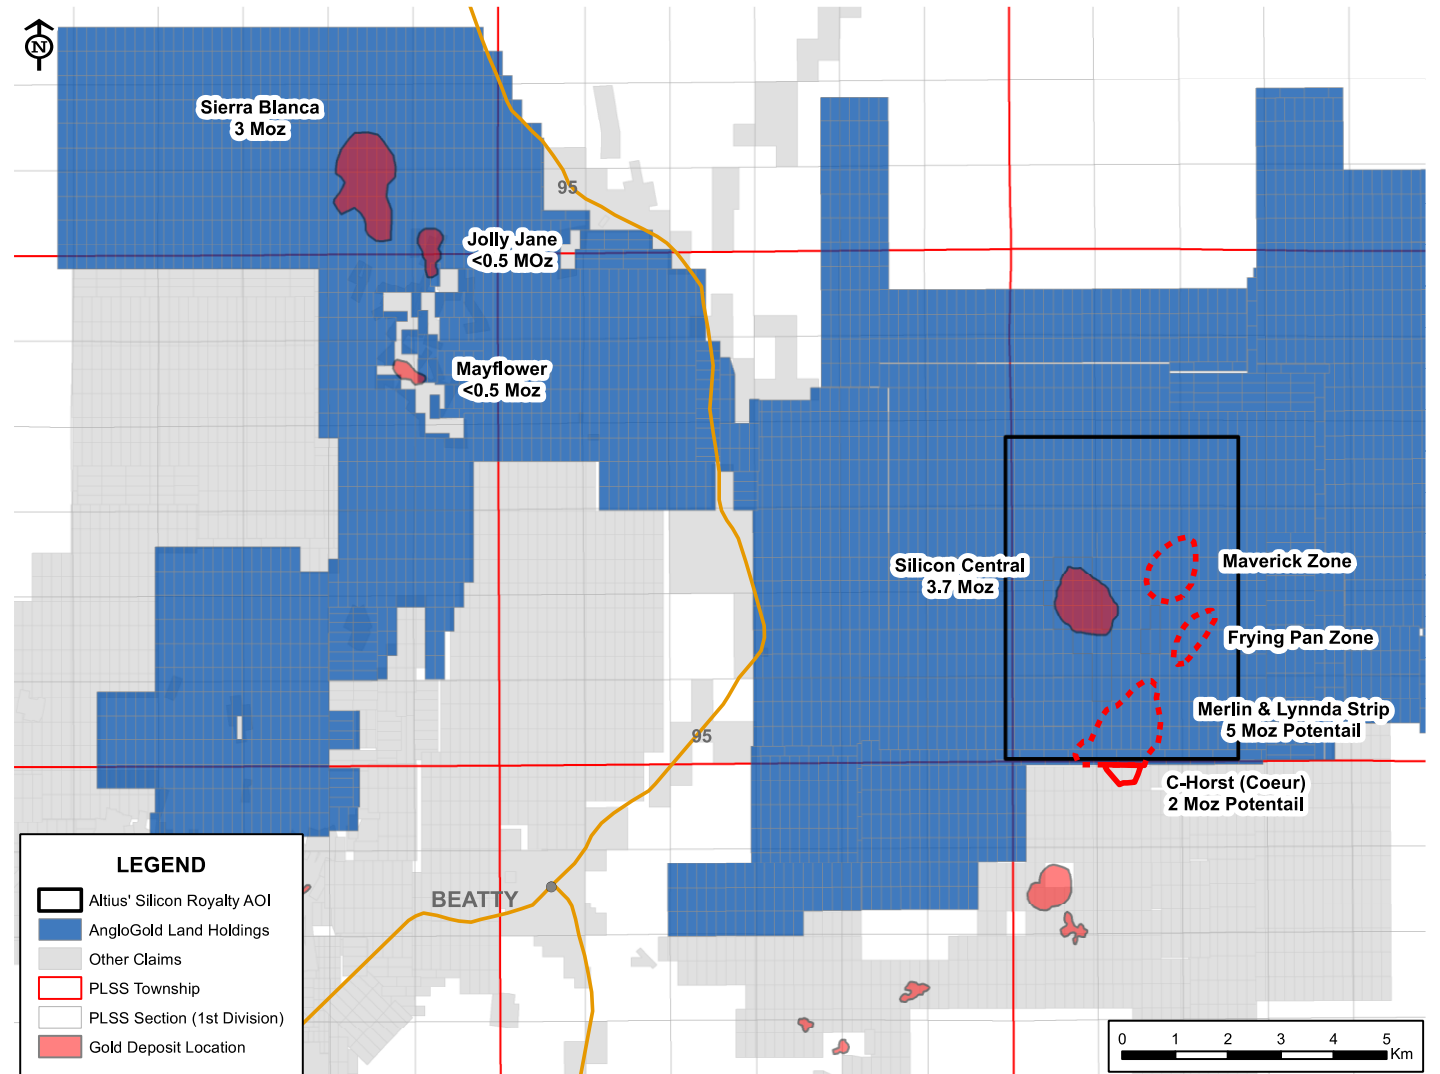 N
Sierra Blanca
3 Moz
95
Jolly Jane
<0.5 MOz
Mayflower
<0.5 Moz
Silicon Central
3.7 Moz
Maverick Zone
Frying Pan Zone
Merlin & Lynnda Strip
5 Moz Potentail
95
C-Horst (Coeur)
2 Moz Potentail
BEATTY
LEGEND
Altius' Silicon Royalty AOI
AngloGold Land Holdings
Other Claims
PLSS Township
PLSS Section (1st Division)
Gold Deposit Location
0 1 2 3 4 5
Km